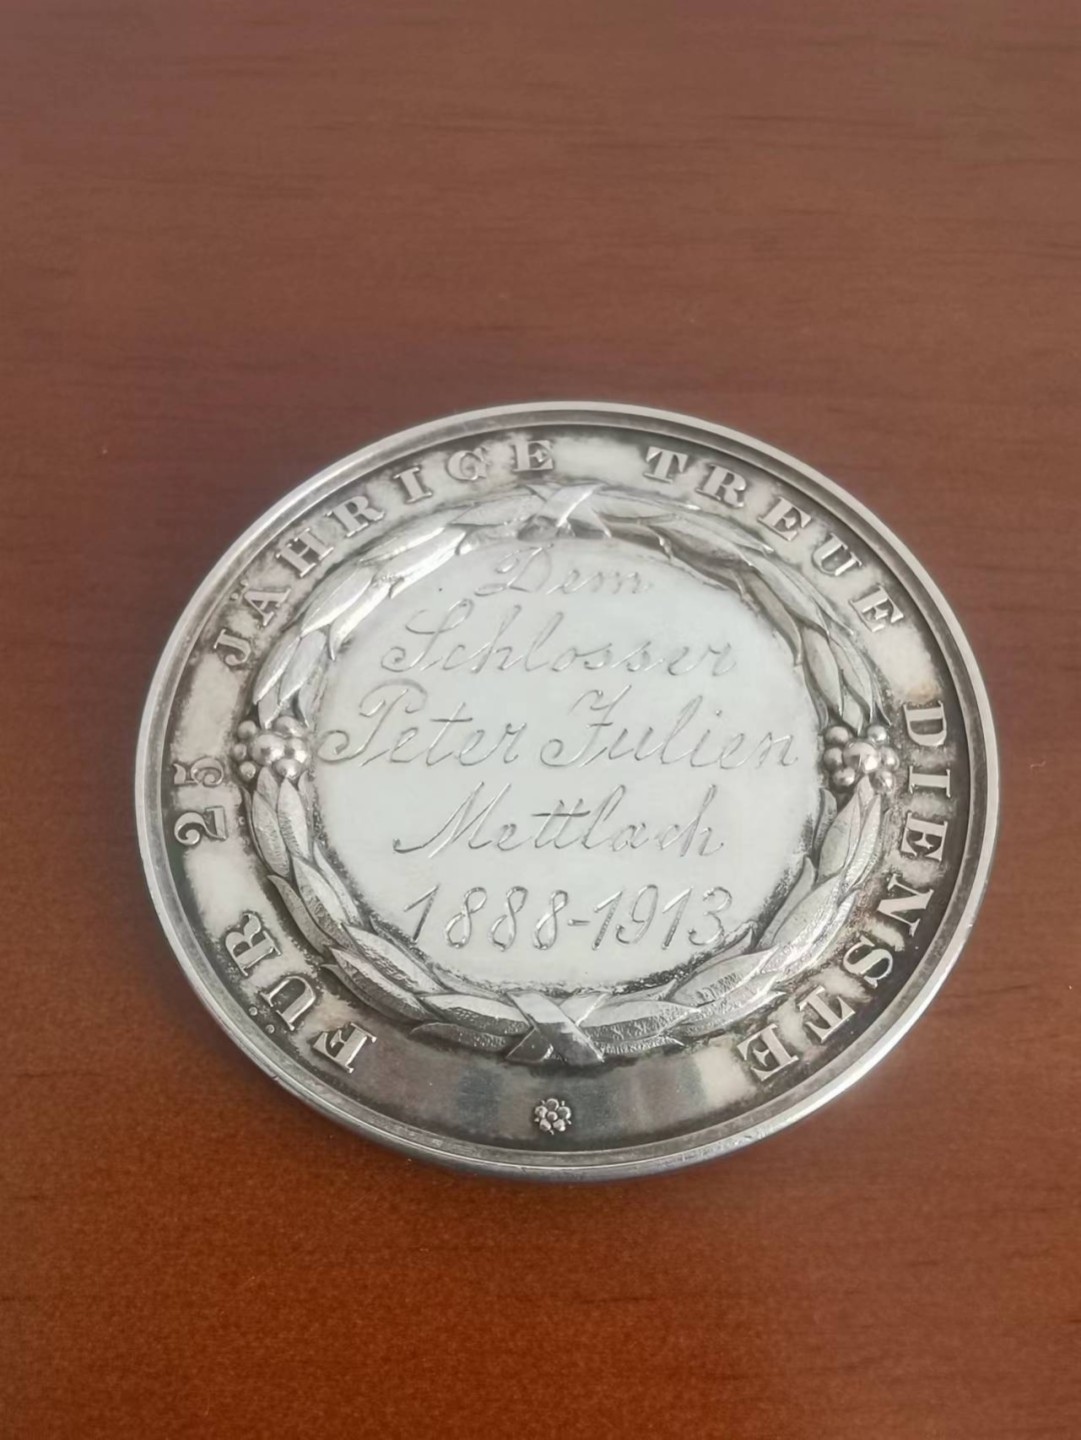 FÜR 25 JÄHRIGE TREUE DIENSTE
Dem
Schlosser
Peter Julien
Mettlach
1888-1913